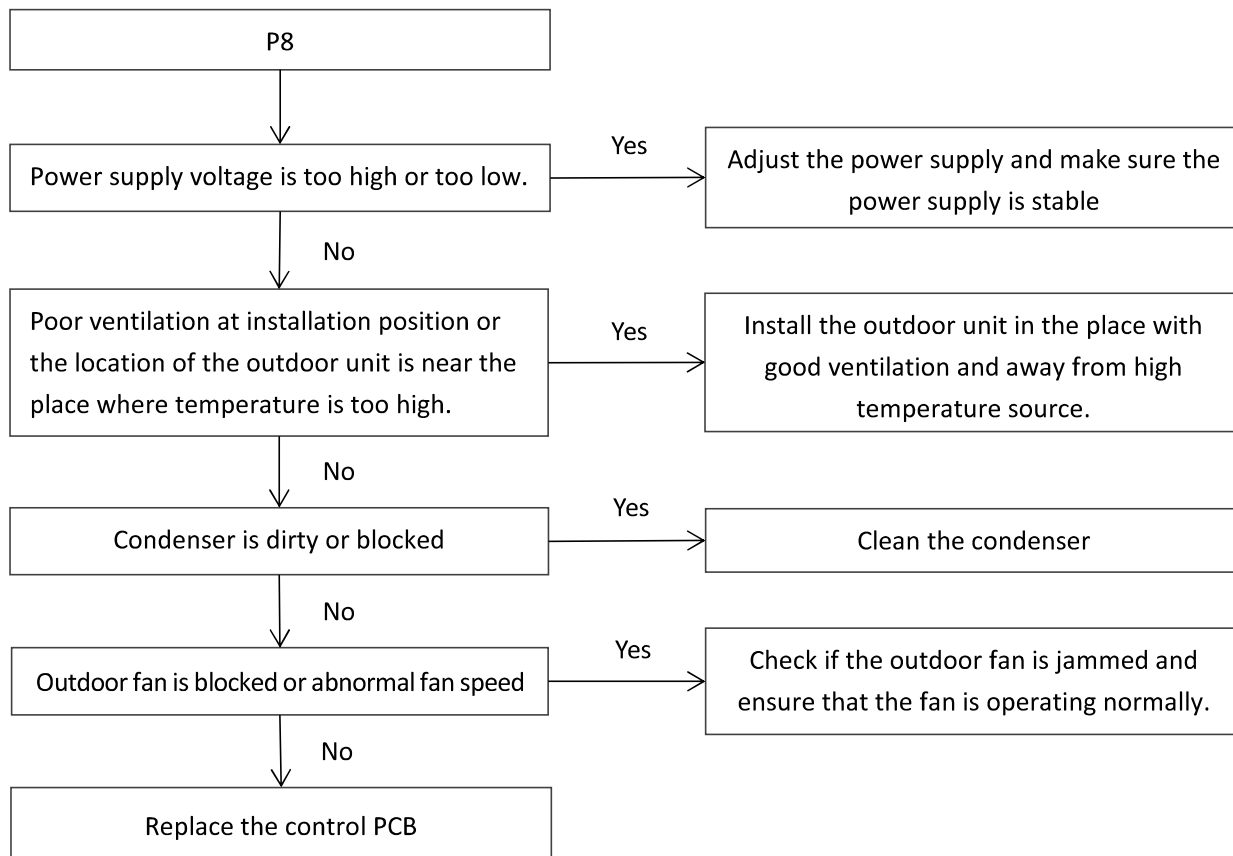 P8
Yes
Power supply voltage is too high or too low.
Adjust the power supply and make sure the
power supply is stable
No
Poor ventilation at installation position or
the location of the outdoor unit is near the
place where temperature is too high.
Yes
Install the outdoor unit in the place with
good ventilation and away from high
temperature source.
No
Condenser is dirty or blocked
Yes
Clean the condenser
No
Outdoor fan is blocked or abnormal fan speed
Yes
Check if the outdoor fan is jammed and
ensure that the fan is operating normally.
No
Replace the control PCB